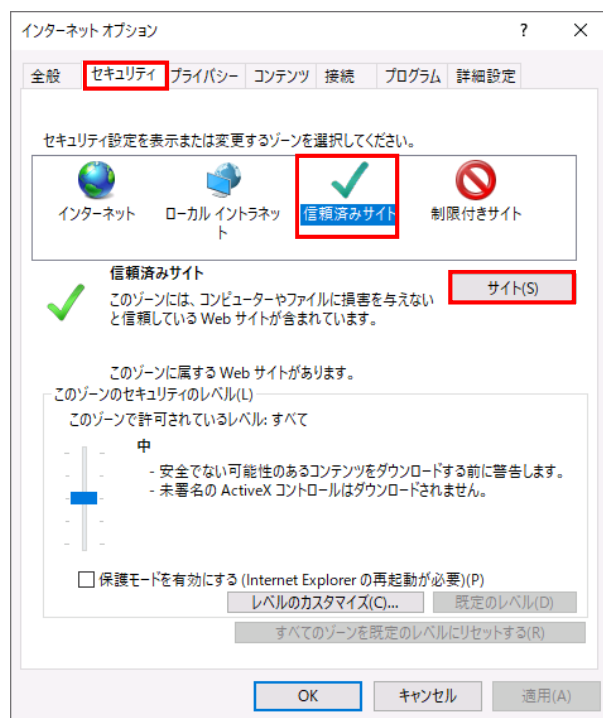 インターネット オプション ? ×
全般 セキュリティ プライバシー コンテンツ 接続 プログラム 詳細設定
セキュリティ設定を表示または変更するゾーンを選択してください。
インターネット ローカル イントラネッ 信頼済みサイト 制限付きサイト
ト
信頼済みサイト
サイト(S)
このゾーンには、コンピューターやファイルに損害を与えない
と信頼している Web サイトが含まれています。
このゾーンに属する Web サイトがあります。
このゾーンのセキュリティのレベル(L)
このゾーンで許可されているレベル: すべて
中
- 安全でない可能性のあるコンテンツをダウンロードする前に警告します。
- 未署名の ActiveX コントロールはダウンロードされません。
保護モードを有効にする (Internet Explorer の再起動が必要)(P)
レベルのカスタマイズ(C)... 既定のレベル(D)
すべてのゾーンを既定のレベルにリセットする(R)
OK キャンセル 適用(A)